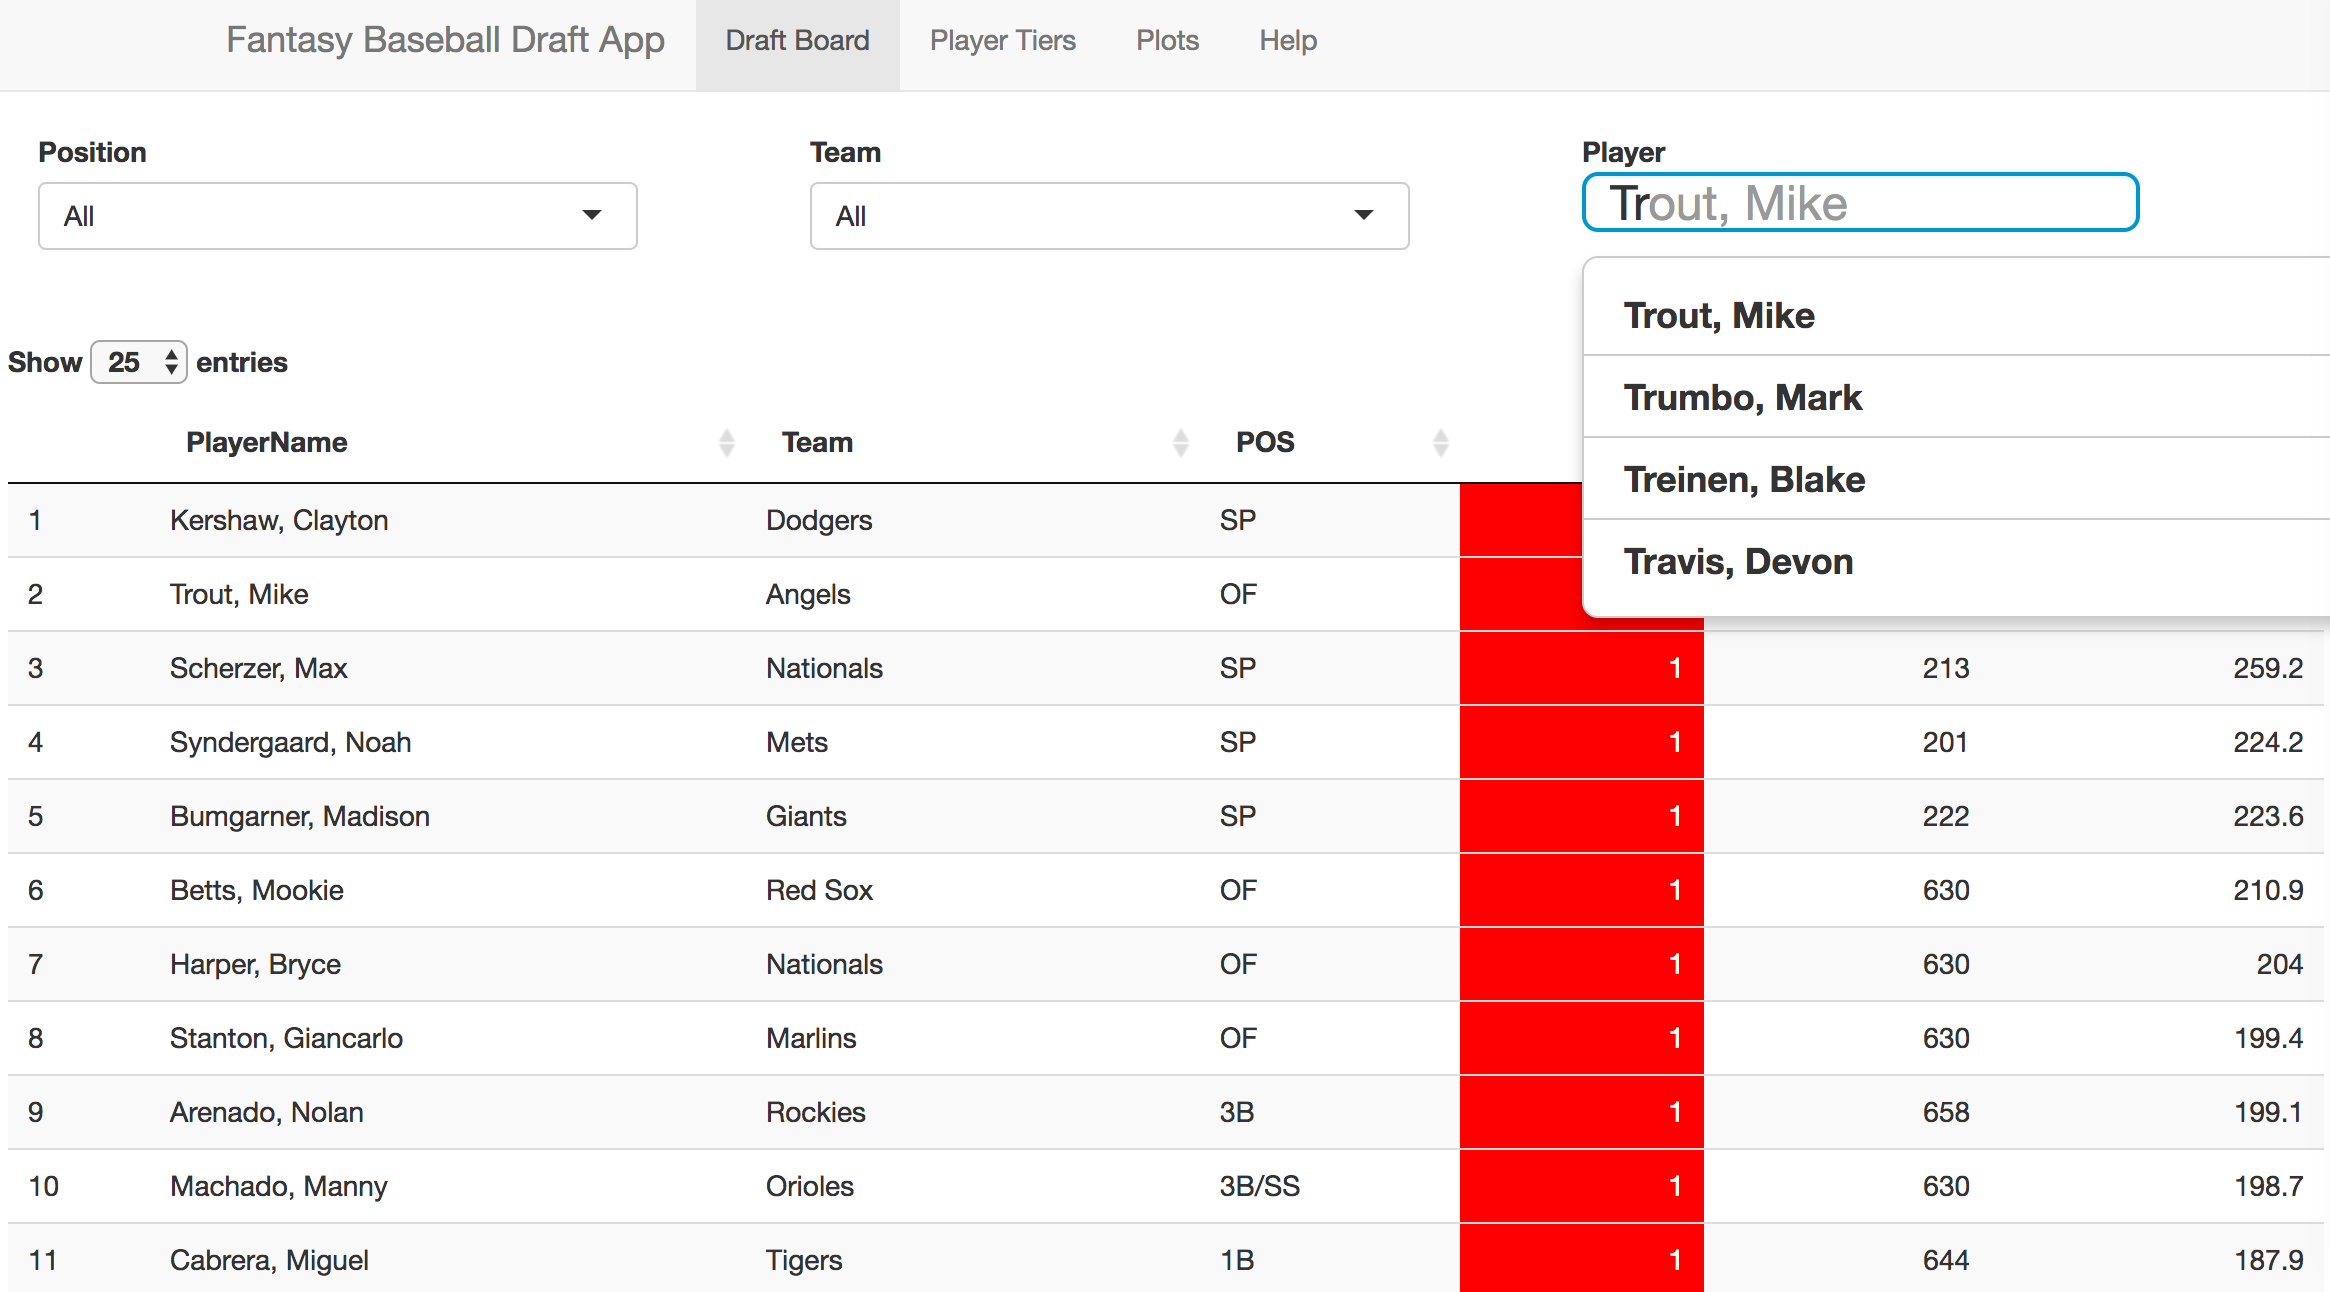 Fantasy Baseball Draft App Draft Board Player Tiers Plots Help
Position Team Player
All All Trout, Mike
Trout, Mike
Trumbo, Mark
Treinen, Blake
Travis, Devon
Show 25 entries
PlayerName Team POS
1 Kershaw, Clayton Dodgers SP
2 Trout, Mike Angels OF
3 Scherzer, Max Nationals SP 1 213 259.2
4 Syndergaard, Noah Mets SP 1 201 224.2
5 Bumgarner, Madison Giants SP 1 222 223.6
6 Betts, Mookie Red Sox OF 1 630 210.9
7 Harper, Bryce Nationals OF 1 630 204
8 Stanton, Giancarlo Marlins OF 1 630 199.4
9 Arenado, Nolan Rockies 3B 1 658 199.1
10 Machado, Manny Orioles 3B/SS 1 630 198.7
11 Cabrera, Miguel Tigers 1B 1 644 187.9